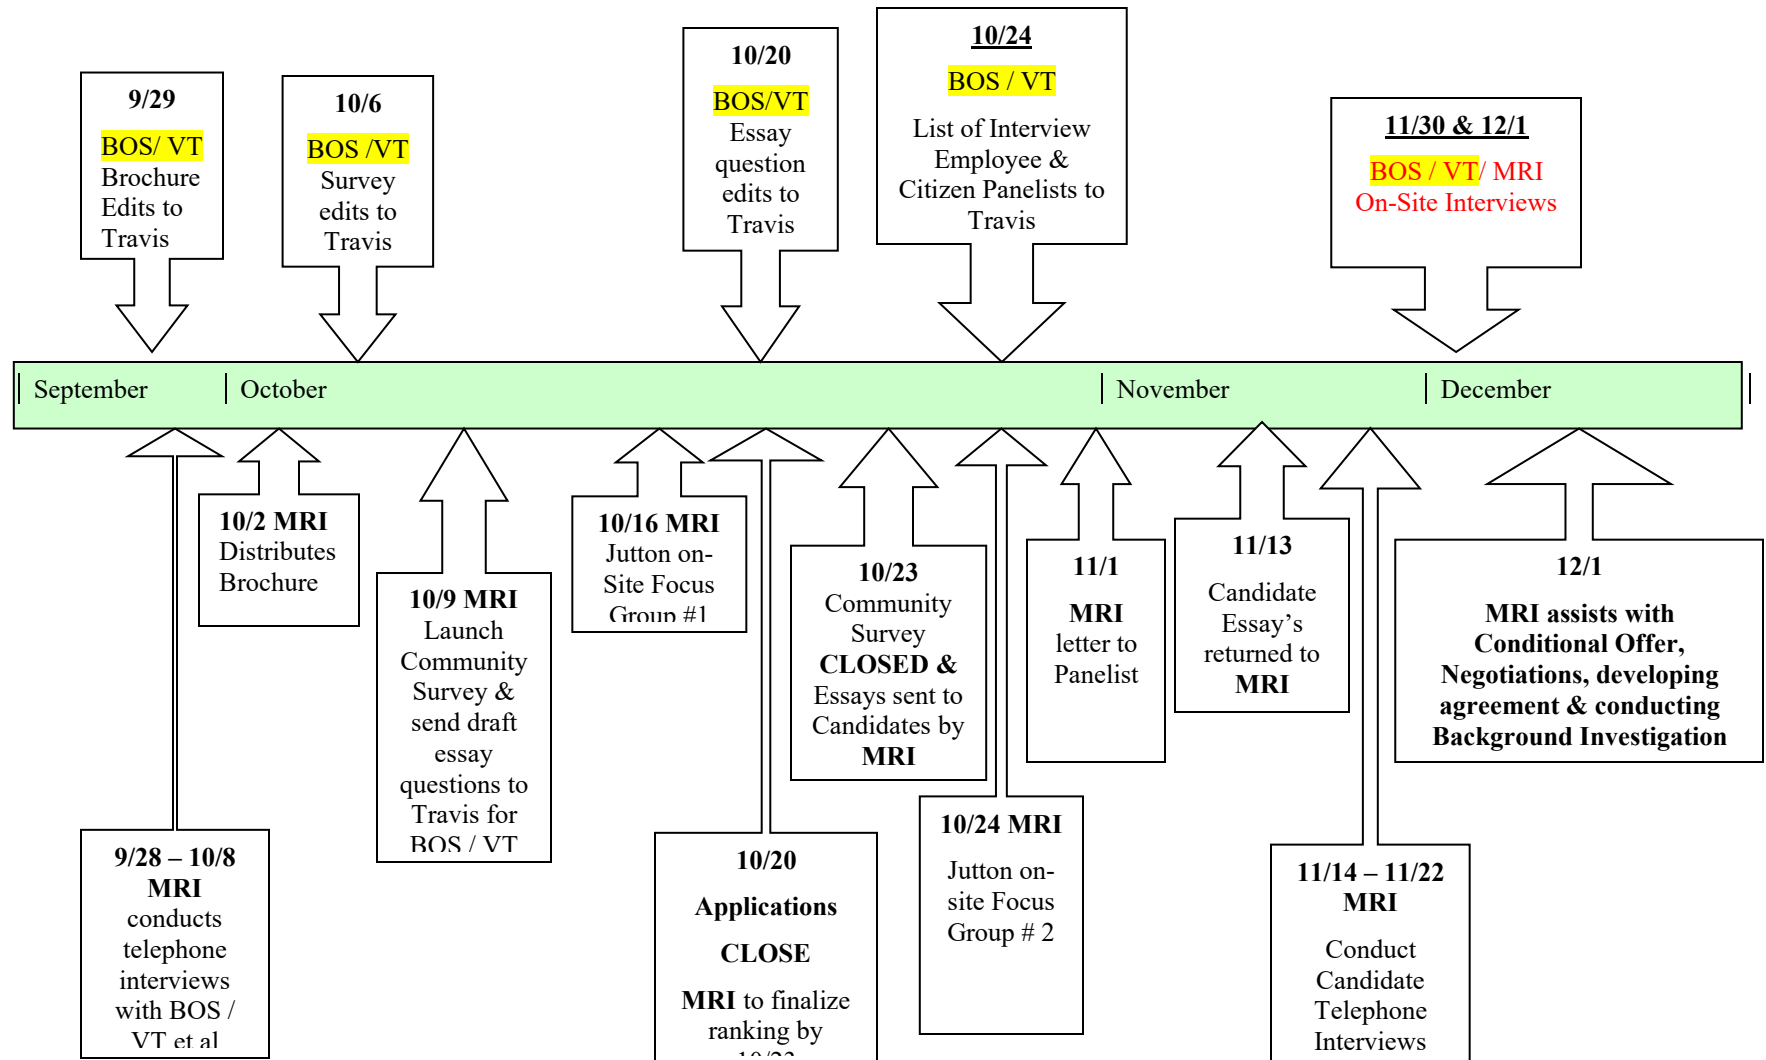 9/29
BOS/ VT
Brochure
Edits to
Travis
10/6
BOS /VT
Survey
edits to
Travis
10/20
BOS/VT
Essay
question
edits to
Travis
10/24
BOS / VT
List of Interview
Employee &
Citizen Panelists to
Travis
11/30 & 12/1
BOS / VT/ MRI
On-Site Interviews
September
October
November
December
9/28 – 10/8
MRI
conducts
telephone
interviews
with BOS /
VT et al
10/2 MRI
Distributes
Brochure
10/9 MRI
Launch
Community
Survey &
send draft
essay
questions to
Travis for
BOS / VT
10/16 MRI
Jutton on-
Site Focus
Group #1
10/20
Applications
CLOSE
MRI to finalize
ranking by
10/23
10/23
Community
Survey
CLOSED &
Essays sent to
Candidates by
MRI
10/24 MRI
Jutton on-
site Focus
Group # 2
11/1
MRI
letter to
Panelist
11/13
Candidate
Essay’s
returned to
MRI
11/14 – 11/22
MRI
Conduct
Candidate
Telephone
Interviews
12/1
MRI assists with
Conditional Offer,
Negotiations, developing
agreement & conducting
Background Investigation